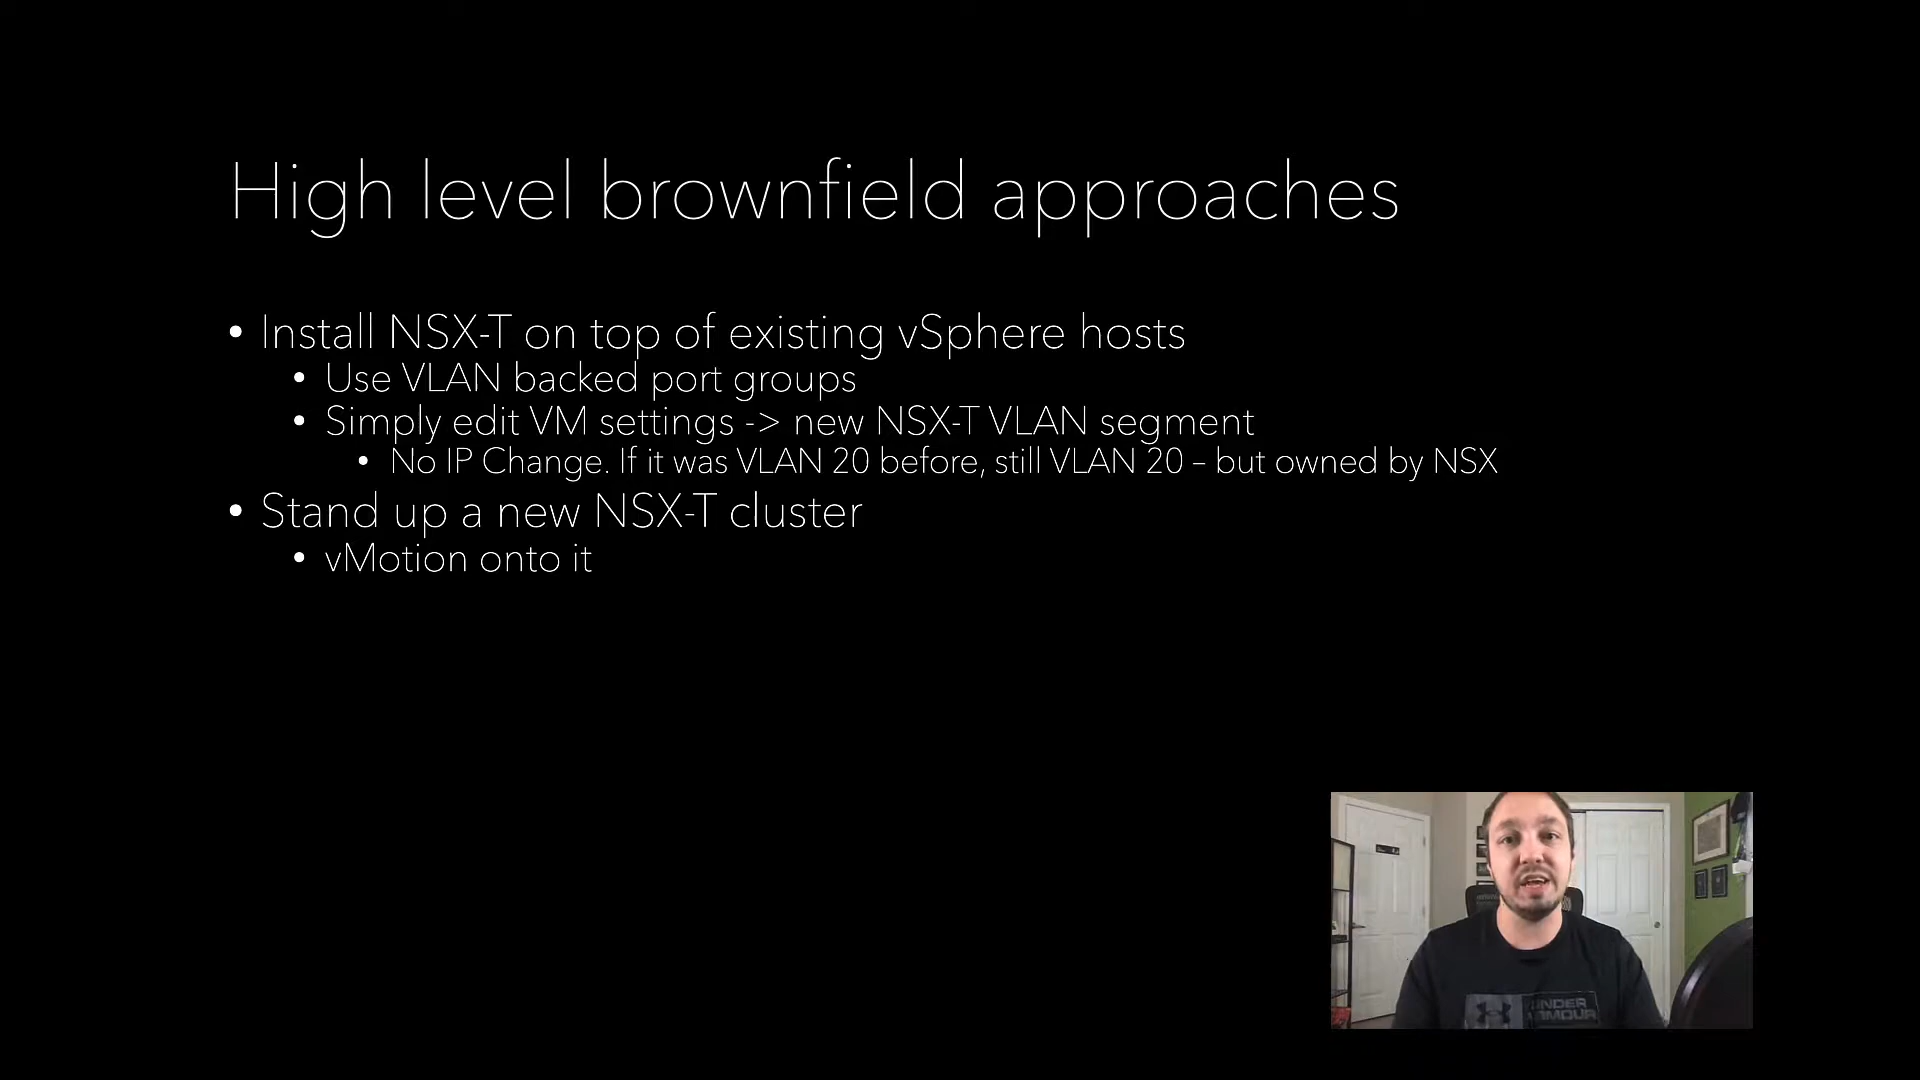 High level brownfield approaches
• Install NSX-T on top of existing vSphere hosts
• Use VLAN backed port groups
• Simply edit VM settings -> new NSX-T VLAN segment
• No IP Change. If it was VLAN 20 before, still VLAN 20 – but owned by NSX
• Stand up a new NSX-T cluster
• vMotion onto it
UNDER
ARMOUR